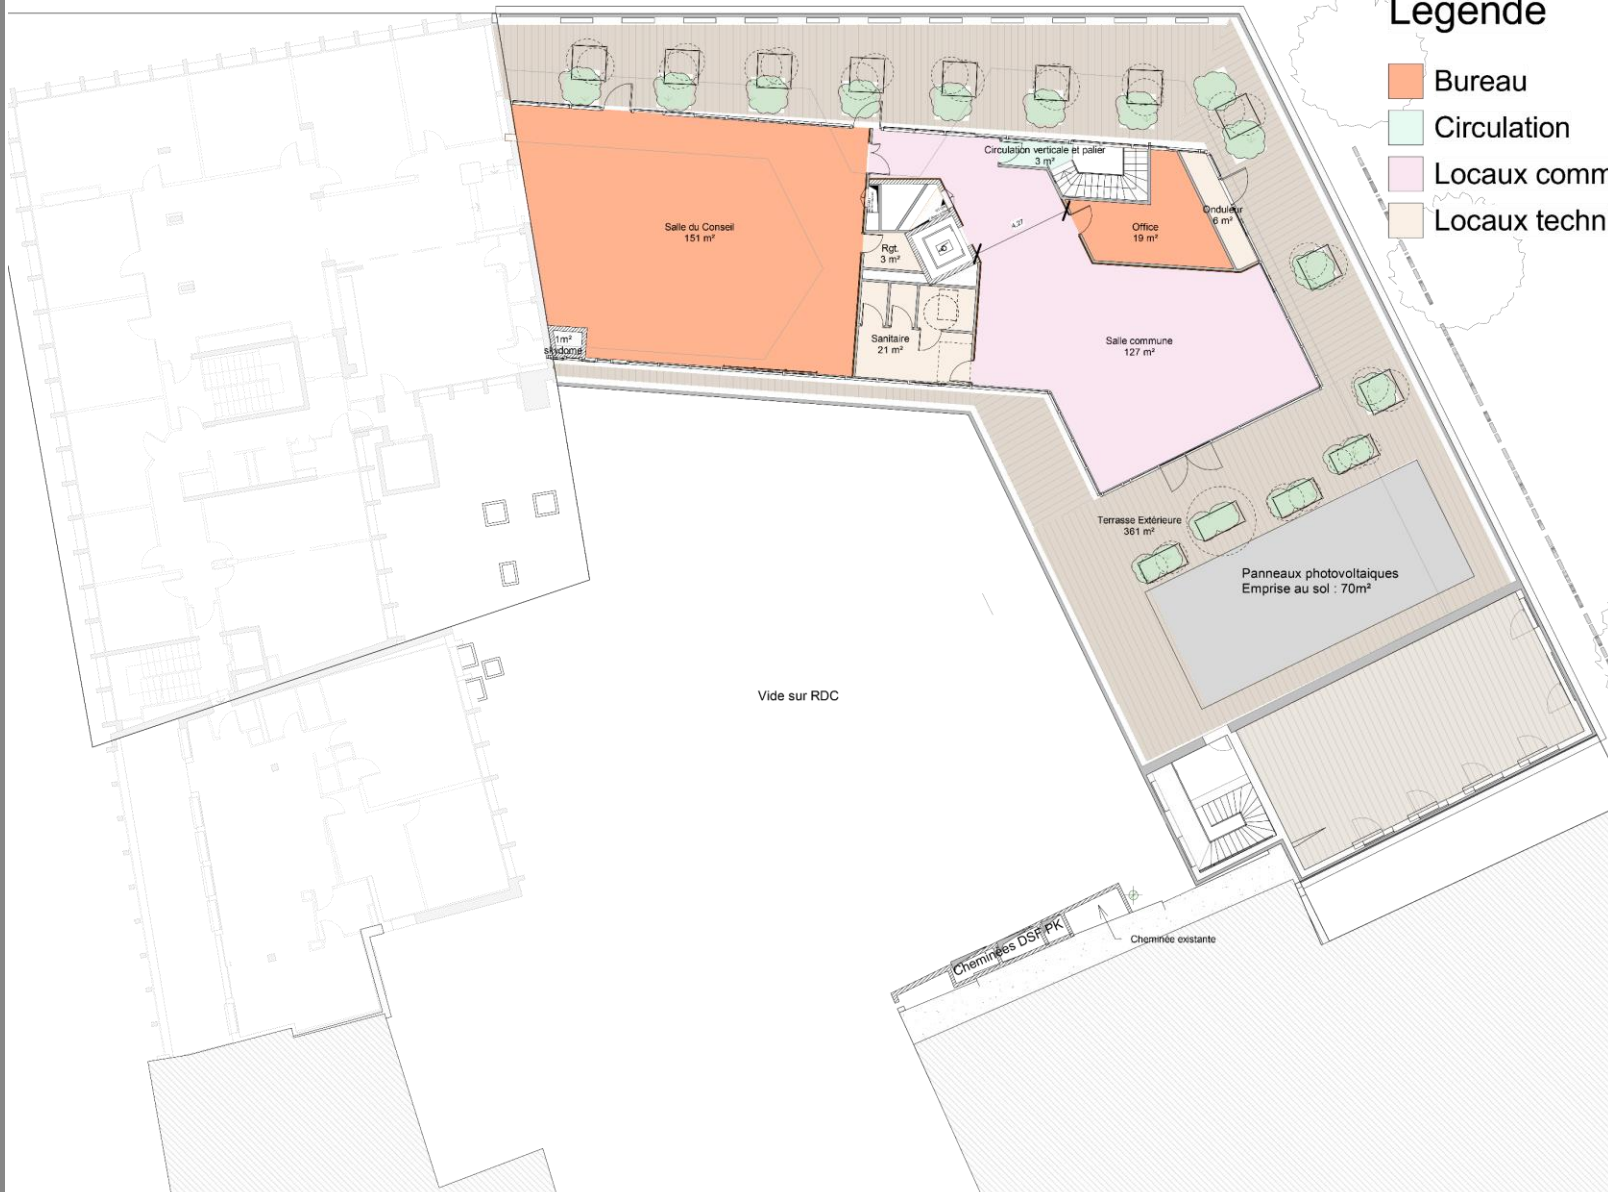 Légende
Bureau
Circulation
Locaux comm
Locaux techn
Circulation verticale et palier
3 m²
Salle du Conseil
151 m²
Onduleur
6 m²
Office
19 m²
4,27
Rgt.
3 m²
1m²
skydome
Sanitaire
21 m²
Salle commune
127 m²
Terrasse Extérieure
361 m²
Panneaux photovoltaiques
Emprise au sol : 70m²
Vide sur RDC
Cheminées DSF PK
Cheminée existante